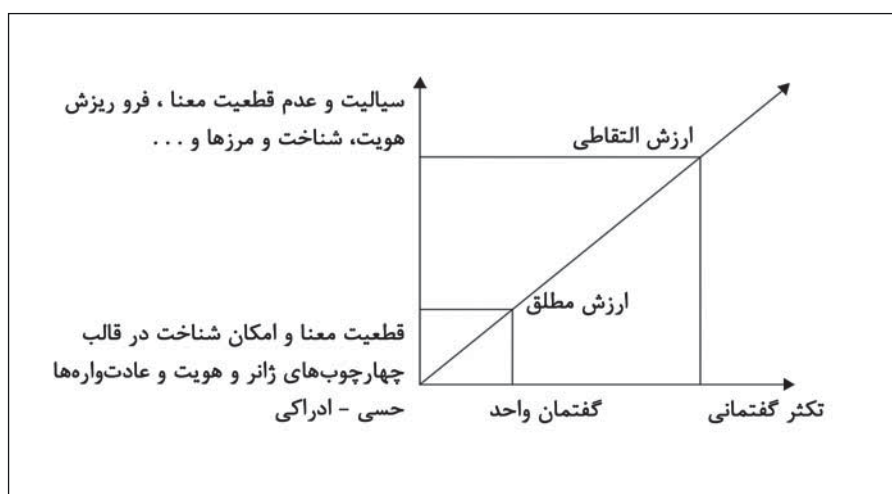 سیالیت و عدم قطعیت معنا ، فرو ریزش
هویت، شناخت و مرزها و . . .
ارزش التقاطی
ارزش مطلق
قطعیت معنا و امکان شناخت در قالب
چهارچوب‌های ژانر و هویت و عادت‌واره‌ها
حسی - ادراکی
گفتمان واحد
تکثر گفتمانی